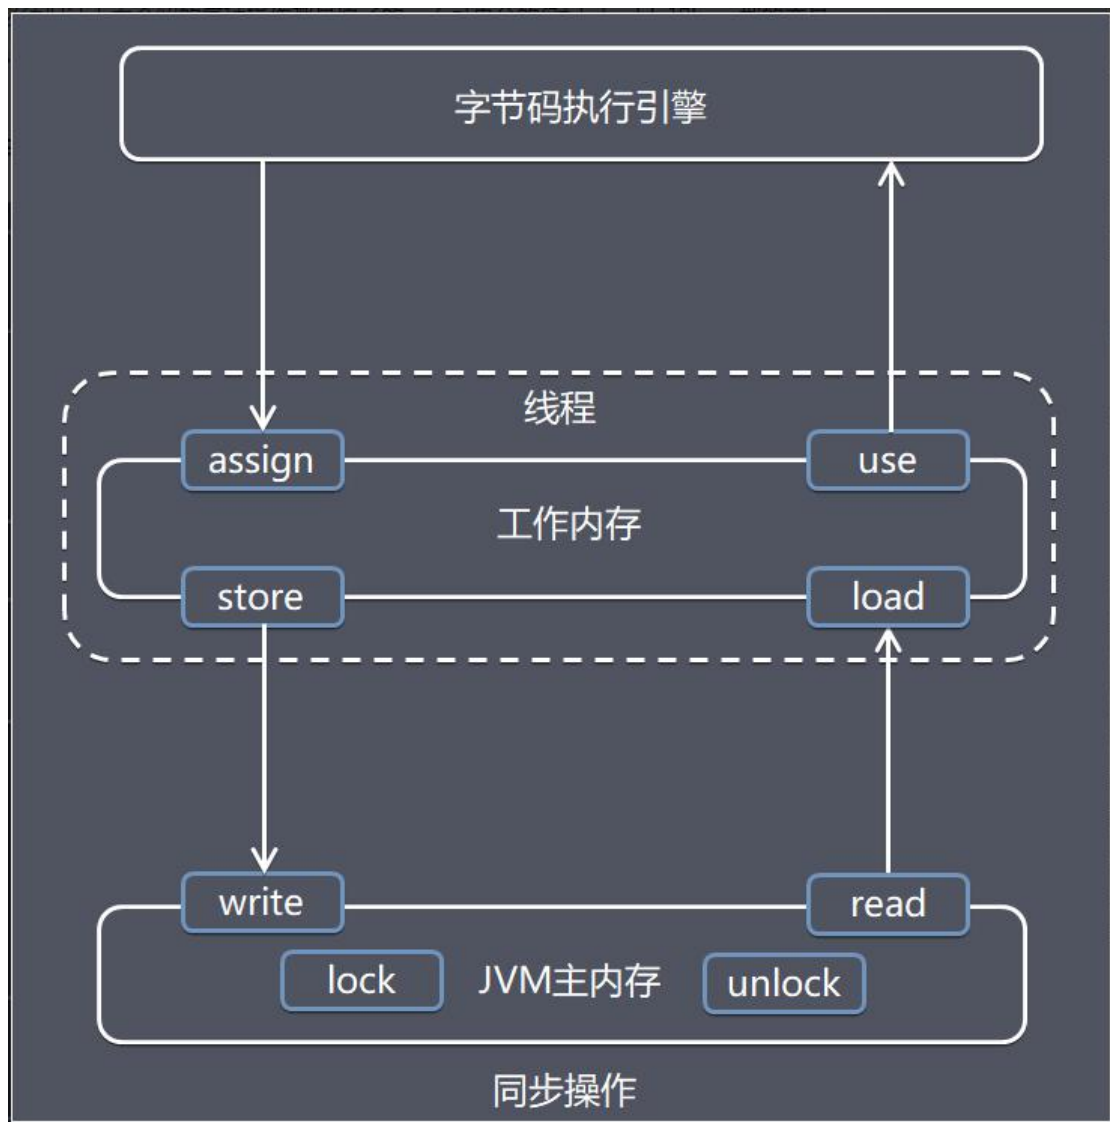 字节码执行引擎
线程
assign
use
工作内存
store
load
write
read
lock
JVM主内存
unlock
同步操作